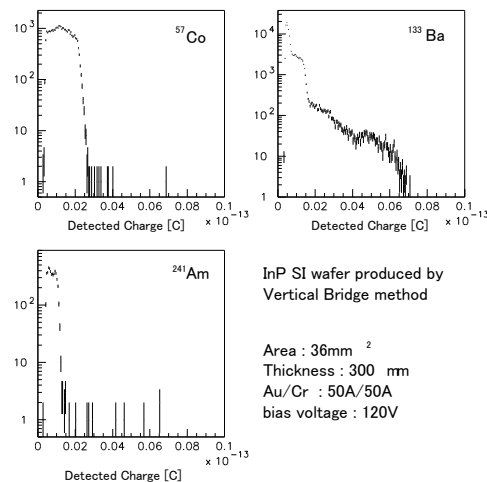 10³
10²
10
1
⁵⁷Co
0 0.02 0.04 0.06 0.08 0.1
x 10⁻¹³
Detected Charge [C]
10⁴
10³
10²
10
1
¹³³Ba
0 0.02 0.04 0.06 0.08 0.1
x 10⁻¹³
Detected Charge [C]
10²
10
1
²⁴¹Am
0 0.02 0.04 0.06 0.08 0.1
x 10⁻¹³
Detected Charge [C]
InP SI wafer produced by
Vertical Bridge method
Area : 36mm ²
Thickness : 300 mm
Au/Cr : 50A/50A
bias voltage : 120V